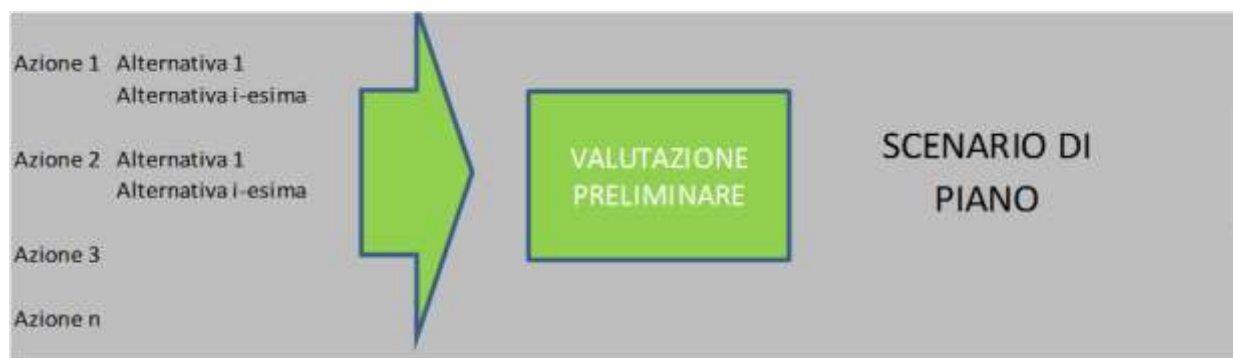 Azione 1 Alternativa 1
Alternativa i-esima
Azione 2 Alternativa 1
Alternativa i-esima
Azione 3
Azione n
VALUTAZIONE
PRELIMINARE
SCENARIO DI
PIANO